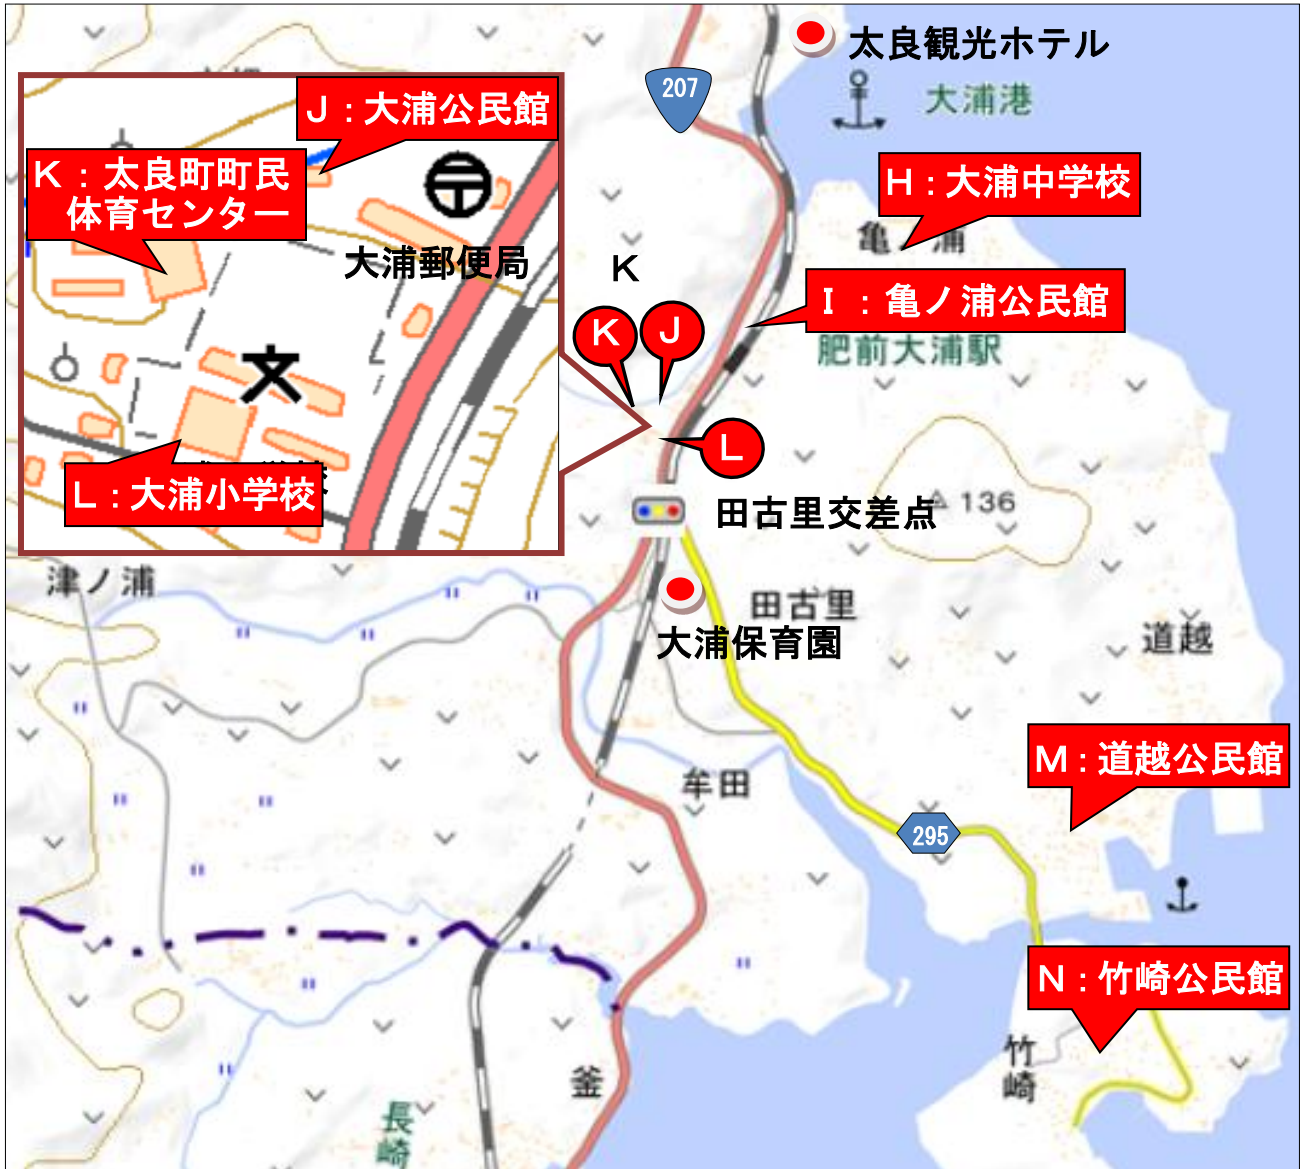 太良観光ホテル
207
大浦港
J：大浦公民館
K：太良町町民
体育センター
H：大浦中学校
亀ノ浦
大浦郵便局
K
I：亀ノ浦公民館
K
J
肥前大浦駅
L
L：大浦小学校
田古里交差点
136
津ノ浦
田古里
大浦保育園
道越
M：道越公民館
牟田
295
N：竹崎公民館
竹崎
釜
長崎